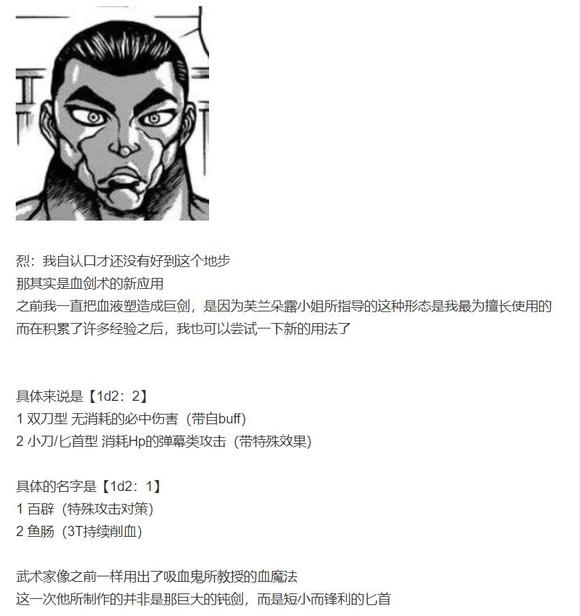 烈：我自认口才还没有好到这个地步
那其实是血剑术的新应用
之前我一直把血液塑造成巨剑，是因为芙兰朵露小姐所指导的这种形态是我最为擅长使用的
而在积累了许多经验之后，我也可以尝试一下新的用法了
具体来说是【1d2：2】
1 双刀型 无消耗的必中伤害（带自buff）
2 小刀/匕首型 消耗Hp的弹幕类攻击（带特殊效果）
具体的名字是【1d2：1】
1 百辟（特殊攻击对策）
2 鱼肠（3T持续削血）
武术家像之前一样用出了吸血鬼所教授的血魔法
这一次他所制作的并非是那巨大的钝剑，而是短小而锋利的匕首